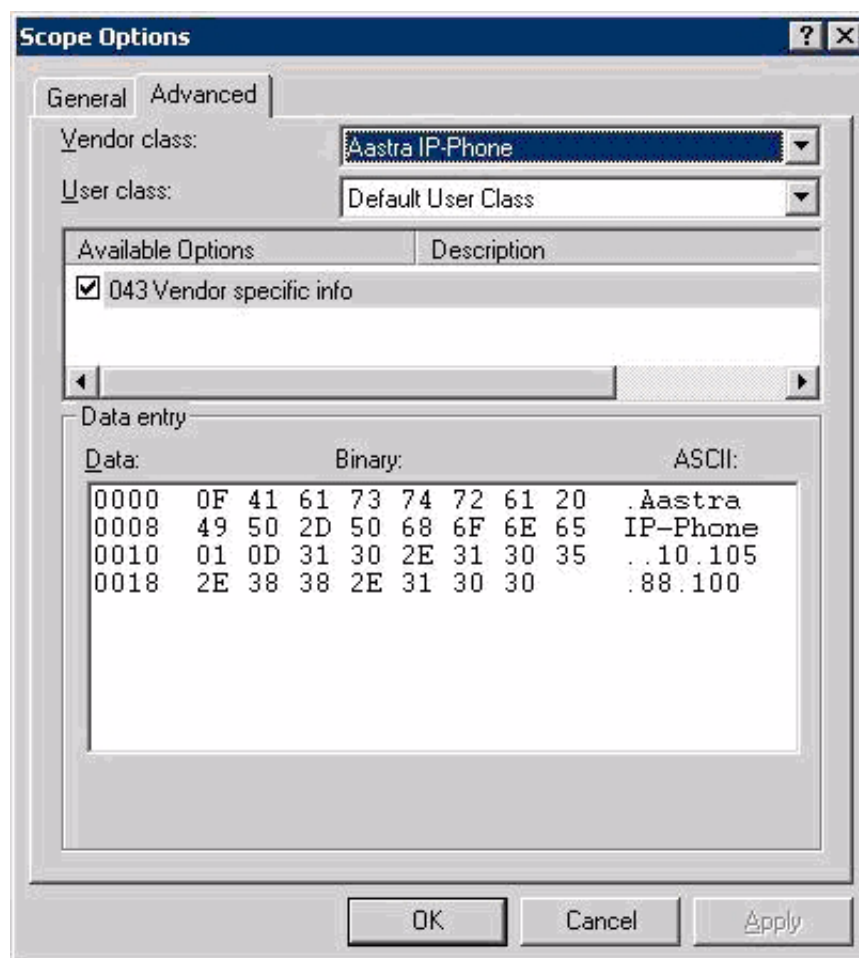 Scope Options
General Advanced
Vendor class: Aastra IP-Phone
User class: Default User Class
Available Options Description
043 Vendor specific info
Data entry
Data: Binary: ASCII:
0000 0F 41 61 73 74 72 61 20 .Aastra
0008 49 50 2D 50 68 6F 6E 65 IP-Phone
0010 01 0D 31 30 2E 31 30 35 ..10.105
0018 2E 38 38 2E 31 30 30 .88.100
OK Cancel Apply